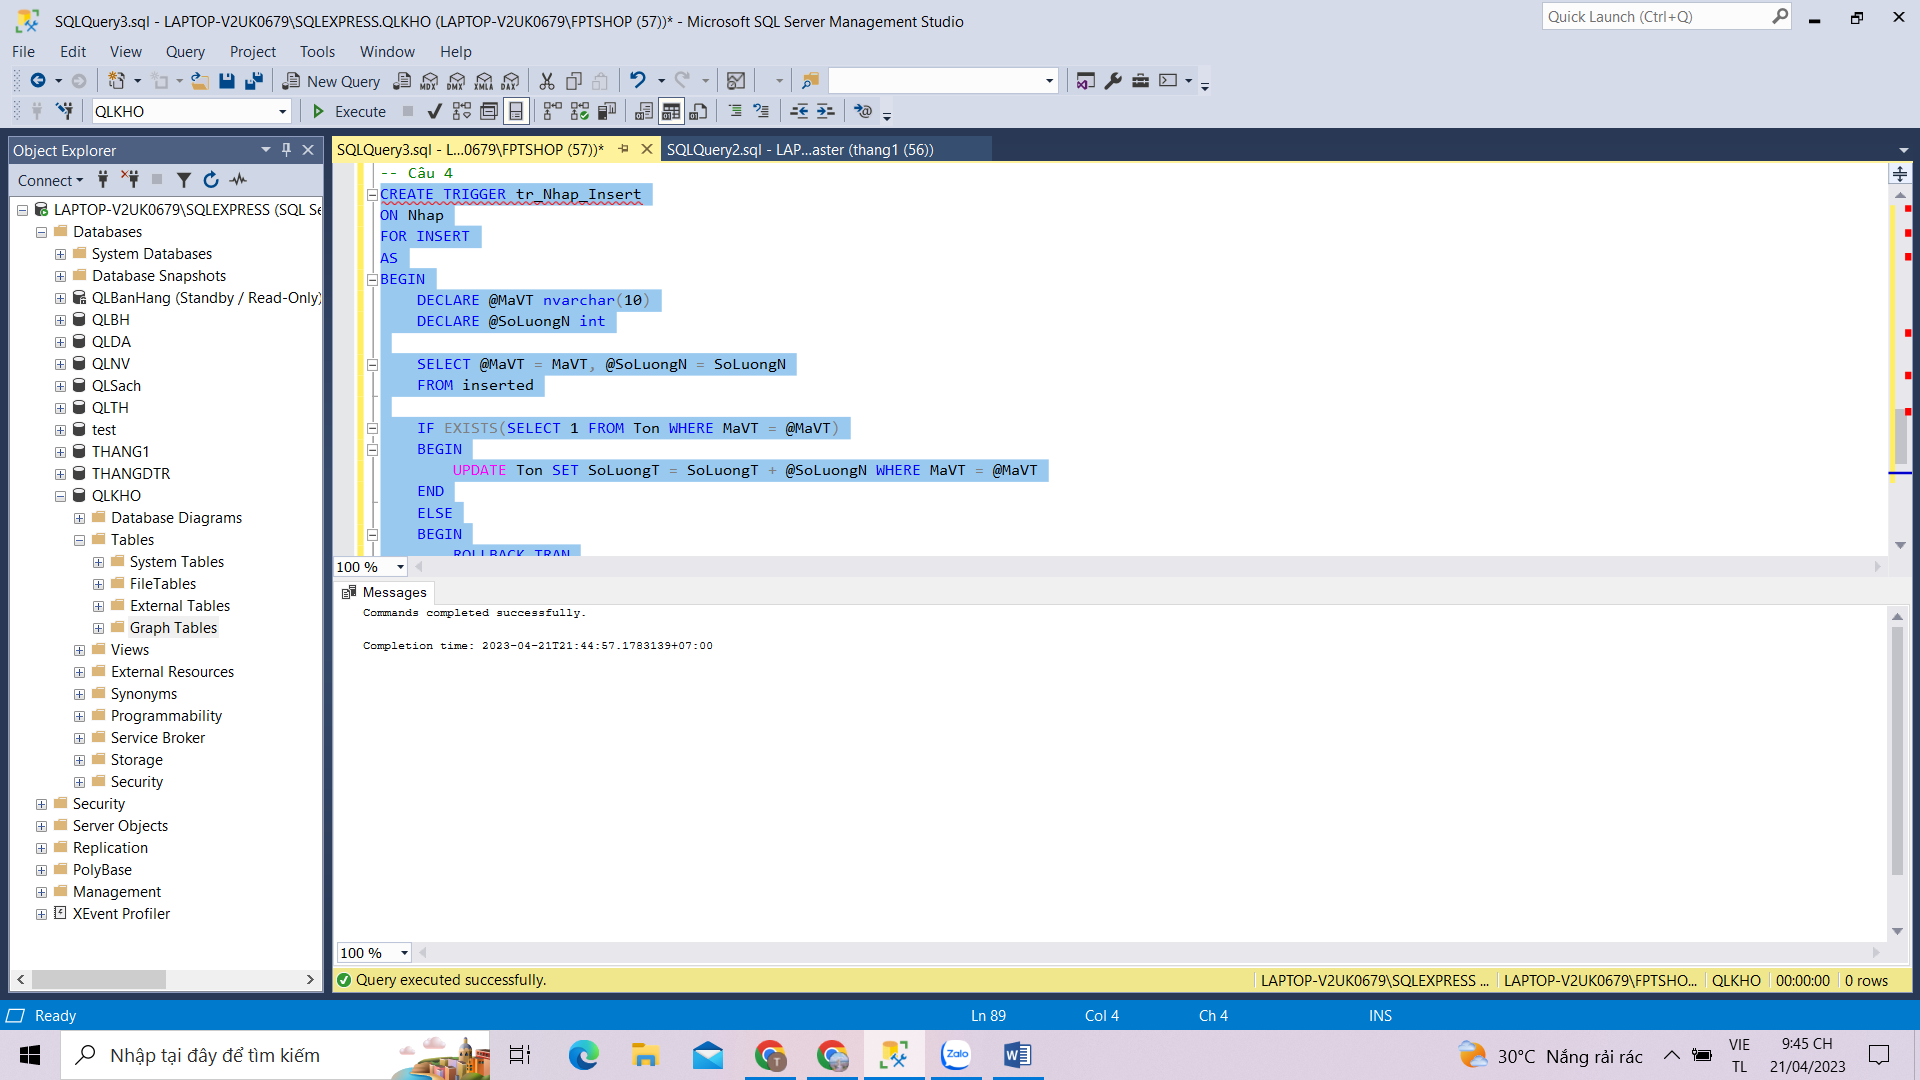 SQLQuery3.sql - LAPTOP-V2UK0679\SQLEXPRESS.QLKHO (LAPTOP-V2UK0679\FPTSHOP (57))* - Microsoft SQL Server Management Studio
Quick Launch (Ctrl+Q)
File Edit View Query Project Tools Window Help
New Query MDX DMX XMLA DAX
QLKHO Execute
Object Explorer
SQLQuery3.sql - L...0679\FPTSHOP (57))*
SQLQuery2.sql - LAP...aster (thang1 (56))
Connect
LAPTOP-V2UK0679\SQLEXPRESS (SQL Se
Databases
System Databases
Database Snapshots
QLBanHang (Standby / Read-Only)
QLBH
QLDA
QLNV
QLSach
QLTH
test
THANG1
THANGDTR
QLKHO
Database Diagrams
Tables
System Tables
FileTables
External Tables
Graph Tables
Views
External Resources
Synonyms
Programmability
Service Broker
Storage
Security
Security
Server Objects
Replication
PolyBase
Management
XEvent Profiler
-- Câu 4
CREATE TRIGGER tr_Nhap_Insert
ON Nhap
FOR INSERT
AS
BEGIN
DECLARE @MaVT nvarchar(10)
DECLARE @SoLuongN int
SELECT @MaVT = MaVT, @SoLuongN = SoLuongN
FROM inserted
IF EXISTS(SELECT 1 FROM Ton WHERE MaVT = @MaVT)
BEGIN
UPDATE Ton SET SoLuongT = SoLuongT + @SoLuongN WHERE MaVT = @MaVT
END
ELSE
BEGIN
ROLLBACK TRAN
100 %
Messages
Commands completed successfully.
Completion time: 2023-04-21T21:44:57.1783139+07:00
100 %
Query executed successfully.
LAPTOP-V2UK0679\SQLEXPRESS ... LAPTOP-V2UK0679\FPTSHO... QLKHO 00:00:00 0 rows
Ready Ln 89 Col 4 Ch 4 INS
Nhập tại đây để tìm kiếm
T
Zalo
30°C Nắng rải rác
VIE
TL
9:45 CH
21/04/2023